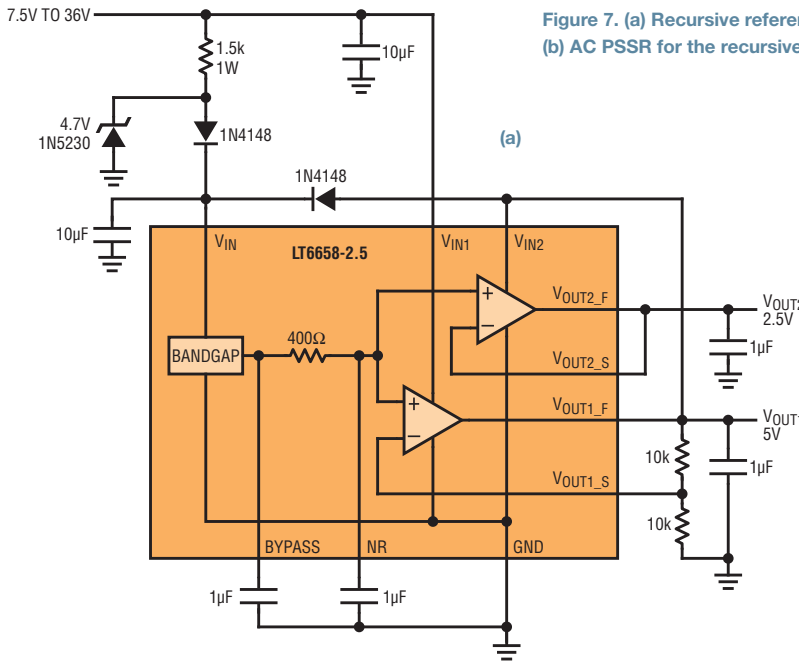 7.5V TO 36V
Figure 7. (a) Recursive refere
(b) AC PSSR for the recursive
1.5k
1W
10µF
4.7V
1N5230
1N4148
(a)
1N4148
10µF
VIN
LT6658-2.5
VIN1
VIN2
VOUT2_F
VOUT2
2.5V
400Ω
BANDGAP
1µF
VOUT2_S
VOUT1_F
VOUT1
5V
10k
1µF
VOUT1_S
10k
BYPASS
NR
GND
1µF
1µF